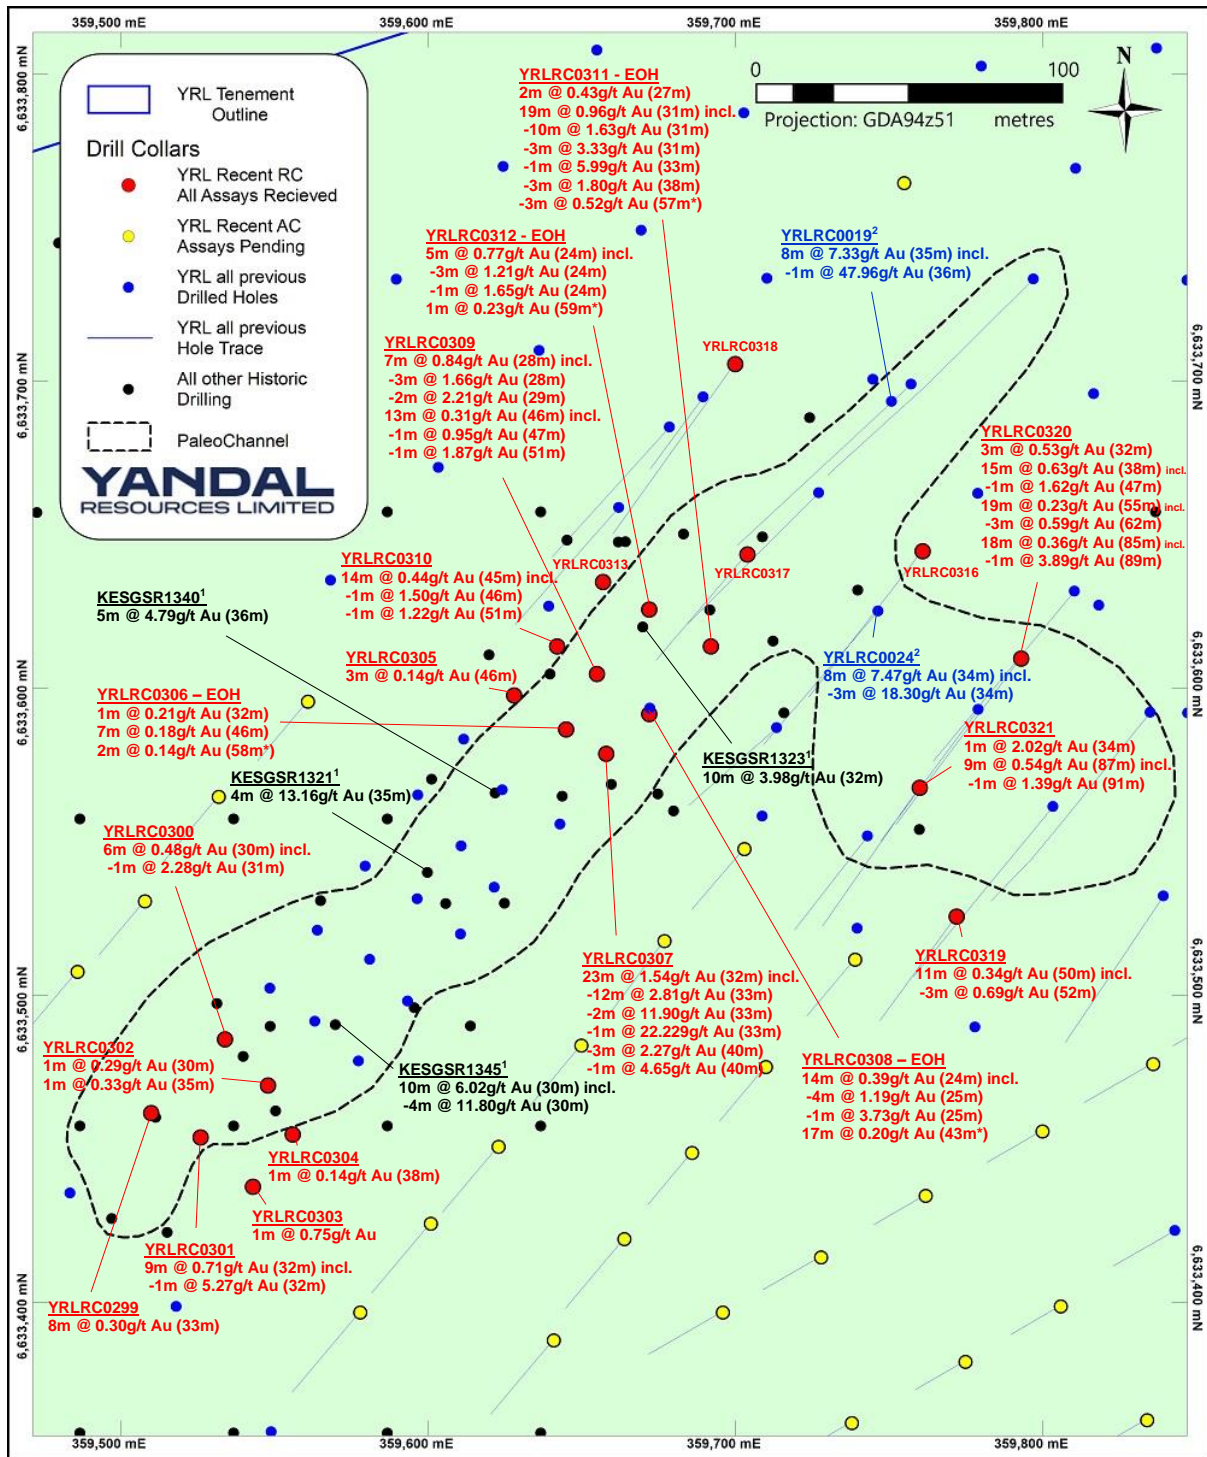 359,500 mE
359,600 mE
359,700 mE
359,800 mE
6,633,800 mN
6,633,700 mN
6,633,600 mN
6,633,500 mN
6,633,400 mN
YRL Tenement
Outline
Drill Collars
YRL Recent RC
All Assays Recieved
YRL Recent AC
Assays Pending
YRL all previous
Drilled Holes
YRL all previous
Hole Trace
All other Historic
Drilling
PaleoChannel
YANDAL
RESOURCES LIMITED
0
100
Projection: GDA94z51
metres
N
YRLRC0311 - EOH
2m @ 0.43g/t Au (27m)
19m @ 0.96g/t Au (31m) incl.
-10m @ 1.63g/t Au (31m)
-3m @ 3.33g/t Au (31m)
-1m @ 5.99g/t Au (33m)
-3m @ 1.80g/t Au (38m)
-3m @ 0.52g/t Au (57m*)
YRLRC0312 - EOH
5m @ 0.77g/t Au (24m) incl.
-3m @ 1.21g/t Au (24m)
-1m @ 1.65g/t Au (24m)
1m @ 0.23g/t Au (59m*)
YRLRC0019²
8m @ 7.33g/t Au (35m) incl.
-1m @ 47.96g/t Au (36m)
YRLRC0309
7m @ 0.84g/t Au (28m) incl.
-3m @ 1.66g/t Au (28m)
-2m @ 2.21g/t Au (29m)
13m @ 0.31g/t Au (46m) incl.
-1m @ 0.95g/t Au (47m)
-1m @ 1.87g/t Au (51m)
YRLRC0318
YRLRC0320
3m @ 0.53g/t Au (32m)
15m @ 0.63g/t Au (38m) incl.
-1m @ 1.62g/t Au (47m)
19m @ 0.23g/t Au (55m) incl.
-3m @ 0.59g/t Au (62m)
18m @ 0.36g/t Au (85m) incl.
-1m @ 3.89g/t Au (89m)
YRLRC0310
14m @ 0.44g/t Au (45m) incl.
-1m @ 1.50g/t Au (46m)
-1m @ 1.22g/t Au (51m)
YRLRC0313
YRLRC0317
YRLRC0316
KESGSR1340¹
5m @ 4.79g/t Au (36m)
YRLRC0305
3m @ 0.14g/t Au (46m)
YRLRC0024²
8m @ 7.47g/t Au (34m) incl.
-3m @ 18.30g/t Au (34m)
YRLRC0306 – EOH
1m @ 0.21g/t Au (32m)
7m @ 0.18g/t Au (46m)
2m @ 0.14g/t Au (58m*)
YRLRC0321
1m @ 2.02g/t Au (34m)
9m @ 0.54g/t Au (87m) incl.
-1m @ 1.39g/t Au (91m)
KESGSR1323¹
10m @ 3.98g/t Au (32m)
KESGSR1321¹
4m @ 13.16g/t Au (35m)
YRLRC0300
6m @ 0.48g/t Au (30m) incl.
-1m @ 2.28g/t Au (31m)
YRLRC0307
23m @ 1.54g/t Au (32m) incl.
-12m @ 2.81g/t Au (33m)
-2m @ 11.90g/t Au (33m)
-1m @ 22.229g/t Au (33m)
-3m @ 2.27g/t Au (40m)
-1m @ 4.65g/t Au (40m)
YRLRC0319
11m @ 0.34g/t Au (50m) incl.
-3m @ 0.69g/t Au (52m)
YRLRC0302
1m @ 0.29g/t Au (30m)
1m @ 0.33g/t Au (35m)
KESGSR1345¹
10m @ 6.02g/t Au (30m) incl.
-4m @ 11.80g/t Au (30m)
YRLRC0308 – EOH
14m @ 0.39g/t Au (24m) incl.
-4m @ 1.19g/t Au (25m)
-1m @ 3.73g/t Au (25m)
17m @ 0.20g/t Au (43m*)
YRLRC0304
1m @ 0.14g/t Au (38m)
YRLRC0303
1m @ 0.75g/t Au
YRLRC0301
9m @ 0.71g/t Au (32m) incl.
-1m @ 5.27g/t Au (32m)
YRLRC0299
8m @ 0.30g/t Au (33m)
6,633,700 mN
6,633,600 mN
6,633,500 mN
6,633,400 mN
359,500 mE
359,600 mE
359,700 mE
359,800 mE